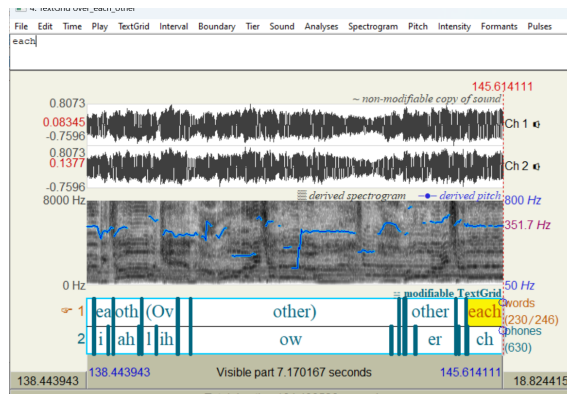 4. TextGrid over_each_other
File Edit Time Play TextGrid Interval Boundary Tier Sound Analyses Spectrogram Pitch Intensity Formants Pulses
each
145.614111
~ non-modifiable copy of sound
0.8073
0.08345
-0.7596
Ch 1
0.8073
0.1377
-0.7596
Ch 2
derived spectrogram derived pitch
8000 Hz 800 Hz
351.7 Hz
0 Hz 50 Hz
modifiable TextGrid
1 ea oth (Ov other) other each words
(230/246)
2 i ah l ih ow er ch phones
(630)
138.443943 Visible part 7.170167 seconds 145.614111
138.443943 18.824415